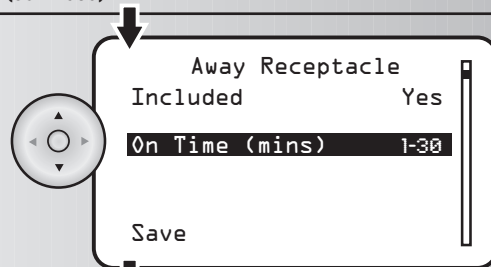 Away Receptacle
Included Yes
On Time (mins) 1-30
Save